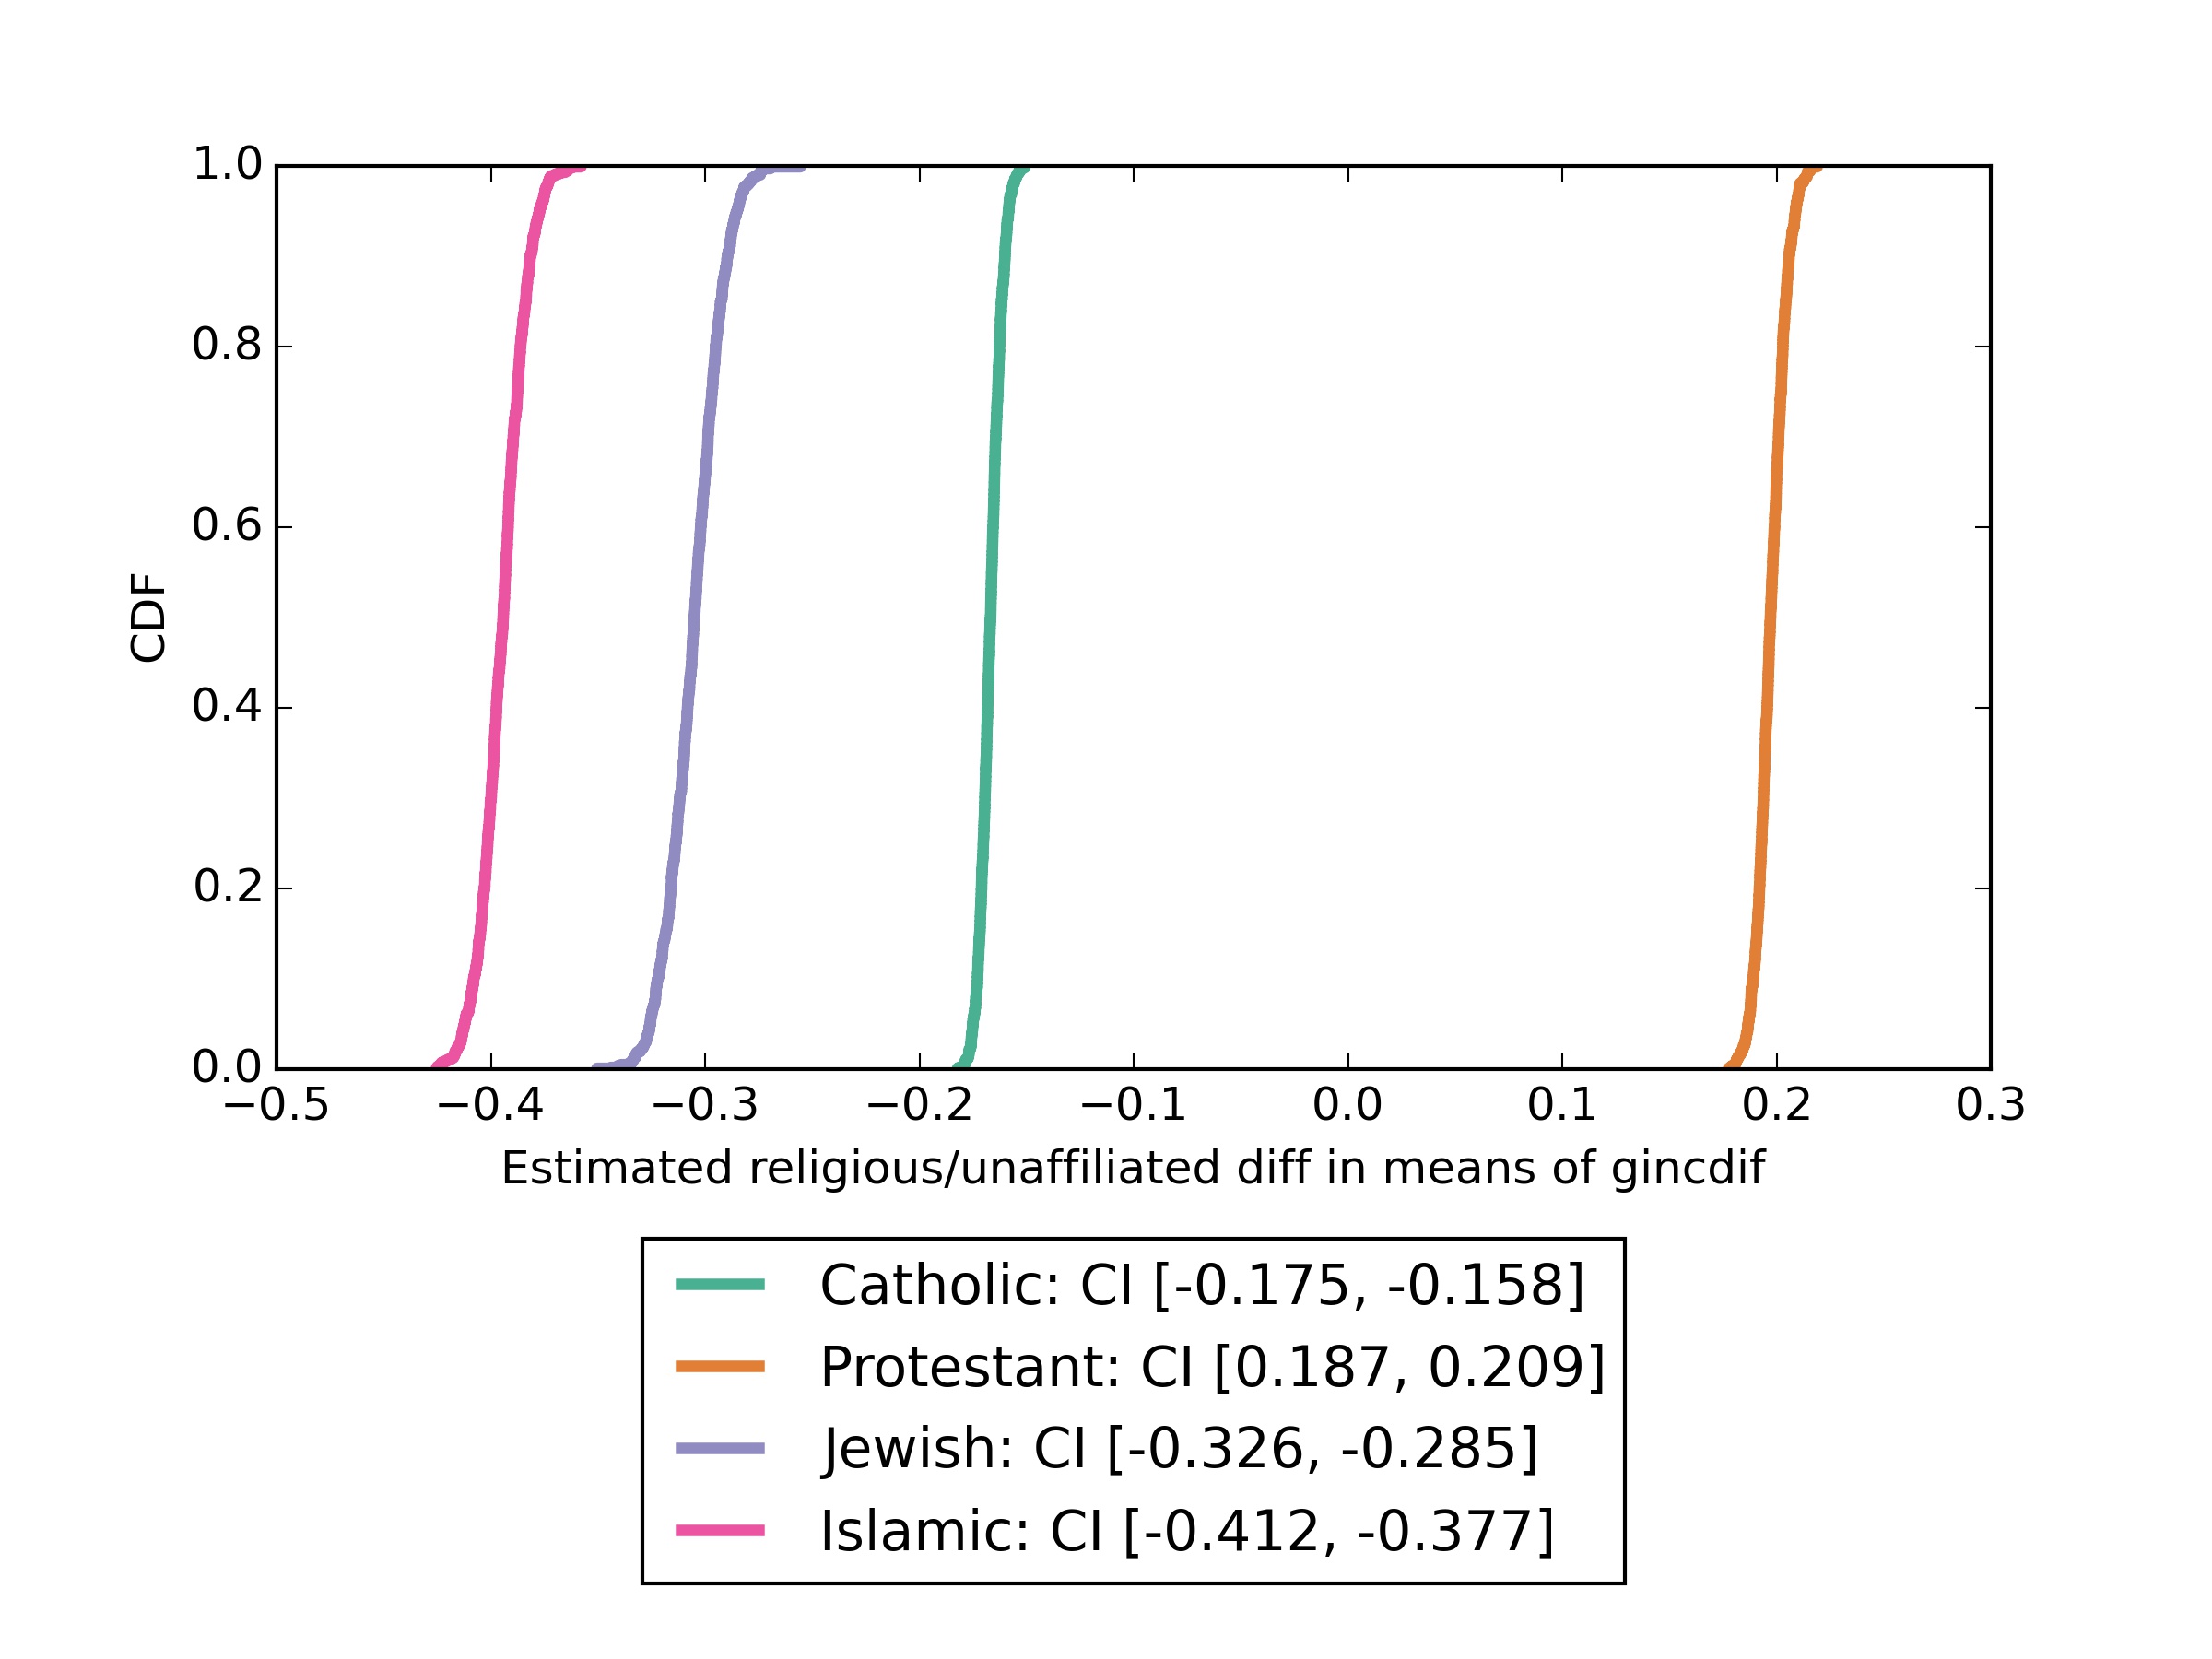 1.0
0.8
0.6
0.4
0.2
0.0
CDF
−0.5 −0.4 −0.3 −0.2 −0.1 0.0 0.1 0.2 0.3
Estimated religious/unaffiliated diff in means of gincdif
Catholic: CI [-0.175, -0.158]
Protestant: CI [0.187, 0.209]
Jewish: CI [-0.326, -0.285]
Islamic: CI [-0.412, -0.377]